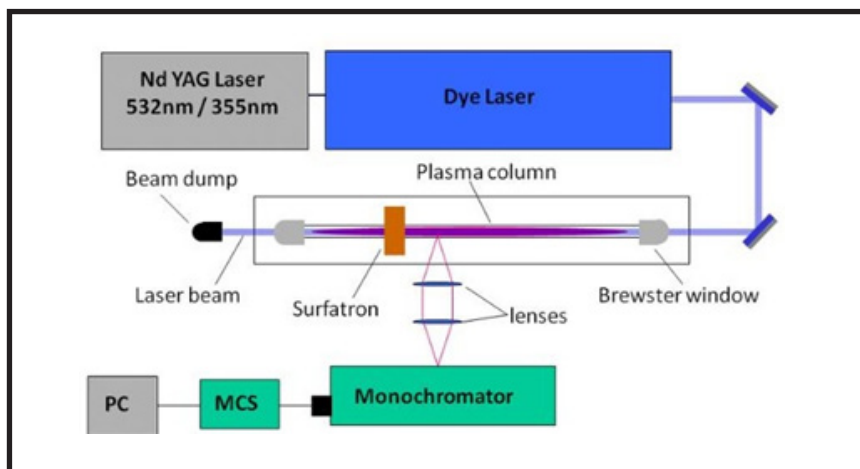 Nd YAG Laser
532nm / 355nm
Dye Laser
Beam dump
Plasma column
Laser beam
Surfatron
Brewster window
lenses
PC
MCS
Monochromator